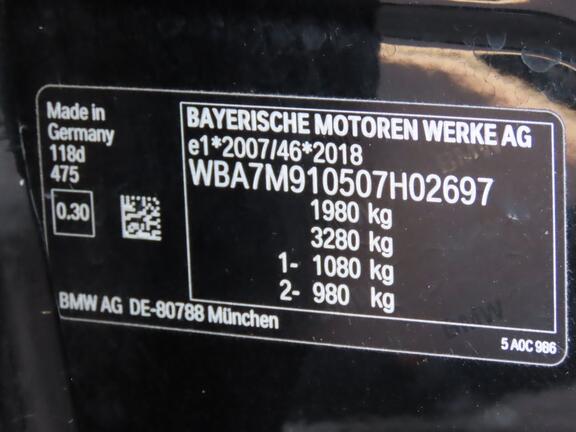 Made in
Germany
118d
475
0.30
BAYERISCHE MOTOREN WERKE AG
e1*2007/46*2018
WBA7M910507H02697
1980 kg
3280 kg
1- 1080 kg
2- 980 kg
BMW AG DE-80788 München
5 A0C 986